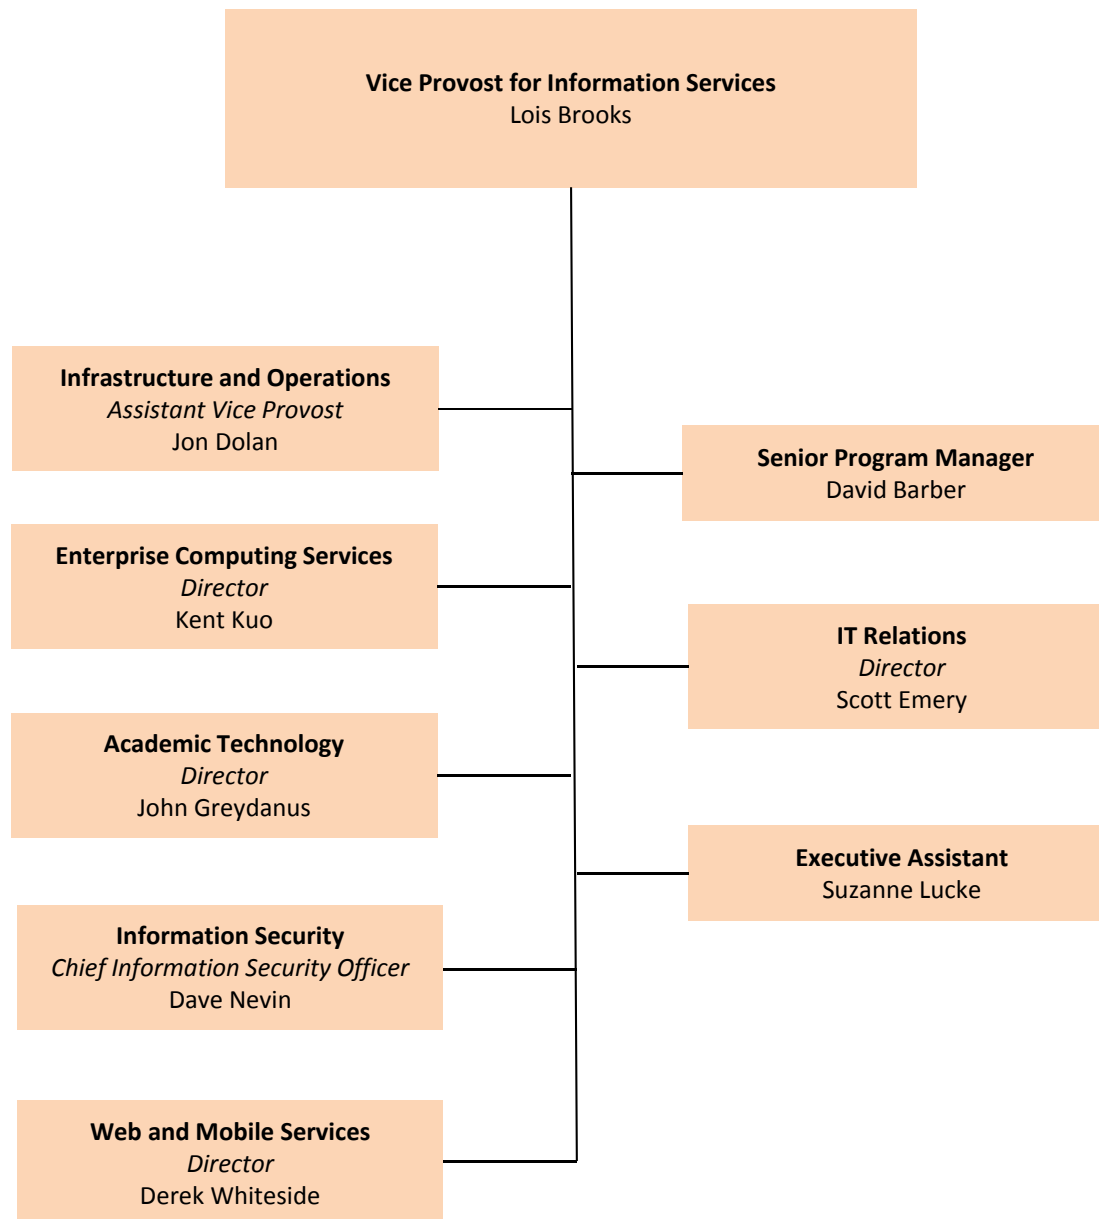 Vice Provost for Information Services
Lois Brooks
Infrastructure and Operations
Assistant Vice Provost
Jon Dolan
Senior Program Manager
David Barber
Enterprise Computing Services
Director
Kent Kuo
IT Relations
Director
Scott Emery
Academic Technology
Director
John Greydanus
Executive Assistant
Suzanne Lucke
Information Security
Chief Information Security Officer
Dave Nevin
Web and Mobile Services
Director
Derek Whiteside